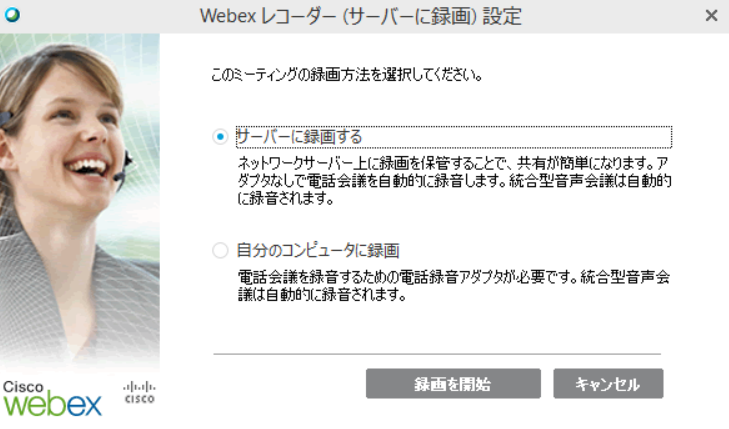 Webex レコーダー (サーバーに録画) 設定
このミーティングの録画方法を選択してください。
サーバーに録画する
ネットワークサーバー上に録画を保管することで、共有が簡単になります。ア
ダプタなしで電話会議を自動的に録音します。統合型音声会議は自動的
に録音されます。
自分のコンピュータに録画
電話会議を録音するための電話録音アダプタが必要です。統合型音声会
議は自動的に録音されます。
録画を開始 キャンセル
Cisco
webex
CISCO